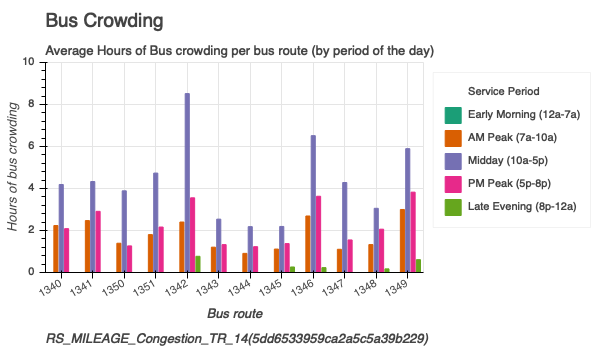 Bus Crowding
Average Hours of Bus crowding per bus route (by period of the day)
10
8
6
4
2
0
Hours of bus crowding
1340
1341
1350
1351
1342
1343
1344
1345
1346
1347
1348
1349
Bus route
Service Period
Early Morning (12a-7a)
AM Peak (7a-10a)
Midday (10a-5p)
PM Peak (5p-8p)
Late Evening (8p-12a)
RS_MILEAGE_Congestion_TR_14(5dd6533959ca2a5c5a39b229)